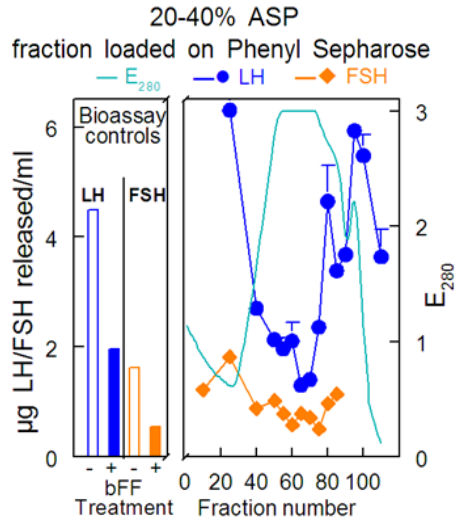 20-40% ASP
fraction loaded on Phenyl Sepharose
E280 LH FSH
Bioassay
controls
LH FSH
6
4
2
0
µg LH/FSH released/ml
- + - +
bFF
Treatment
3
2
1
0
E280
0 20 40 60 80 100
Fraction number